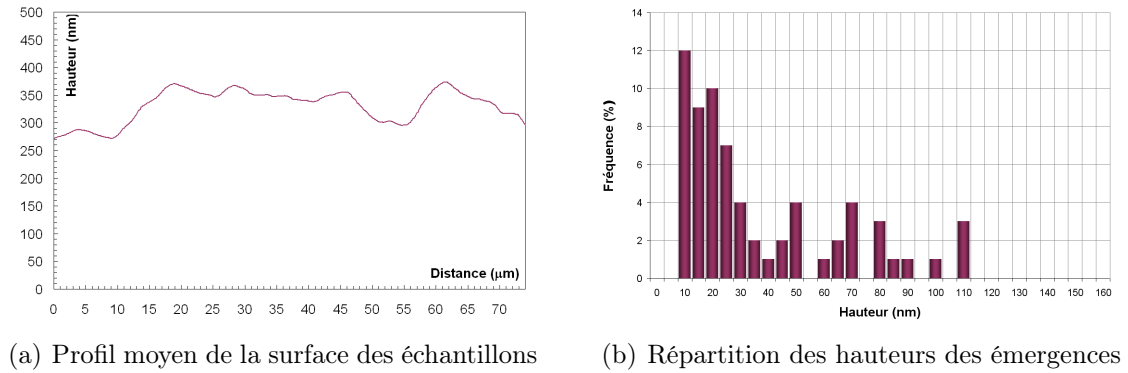 500
450
400
350
300
250
200
150
100
50
0
Hauteur (nm)
Distance (μm)
0 5 10 15 20 25 30 35 40 45 50 55 60 65 70
14
12
10
8
6
4
2
0
Fréquence (%)
0 10 20 30 40 50 60 70 80 90 100 110 120 130 140 150 160
Hauteur (nm)
(a) Profil moyen de la surface des échantillons
(b) Répartition des hauteurs des émergences